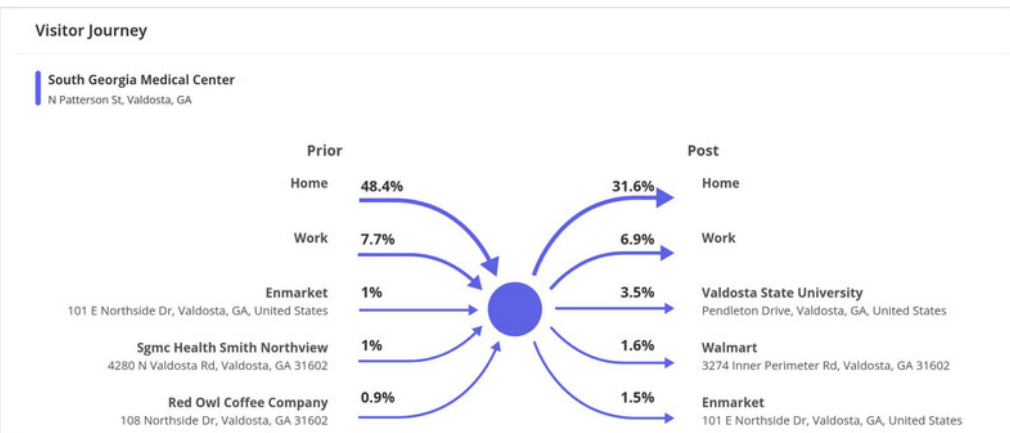 Visitor Journey
South Georgia Medical Center
N Patterson St, Valdosta, GA
Prior
Post
Home
48.4%
31.6%
Home
Work
7.7%
6.9%
Work
Enmarket
101 E Northside Dr, Valdosta, GA, United States
1%
3.5%
Valdosta State University
Pendleton Drive, Valdosta, GA, United States
Sgmc Health Smith Northview
4280 N Valdosta Rd, Valdosta, GA 31602
1%
1.6%
Walmart
3274 Inner Perimeter Rd, Valdosta, GA 31602
Red Owl Coffee Company
108 Northside Dr, Valdosta, GA 31602
0.9%
1.5%
Enmarket
101 E Northside Dr, Valdosta, GA, United States